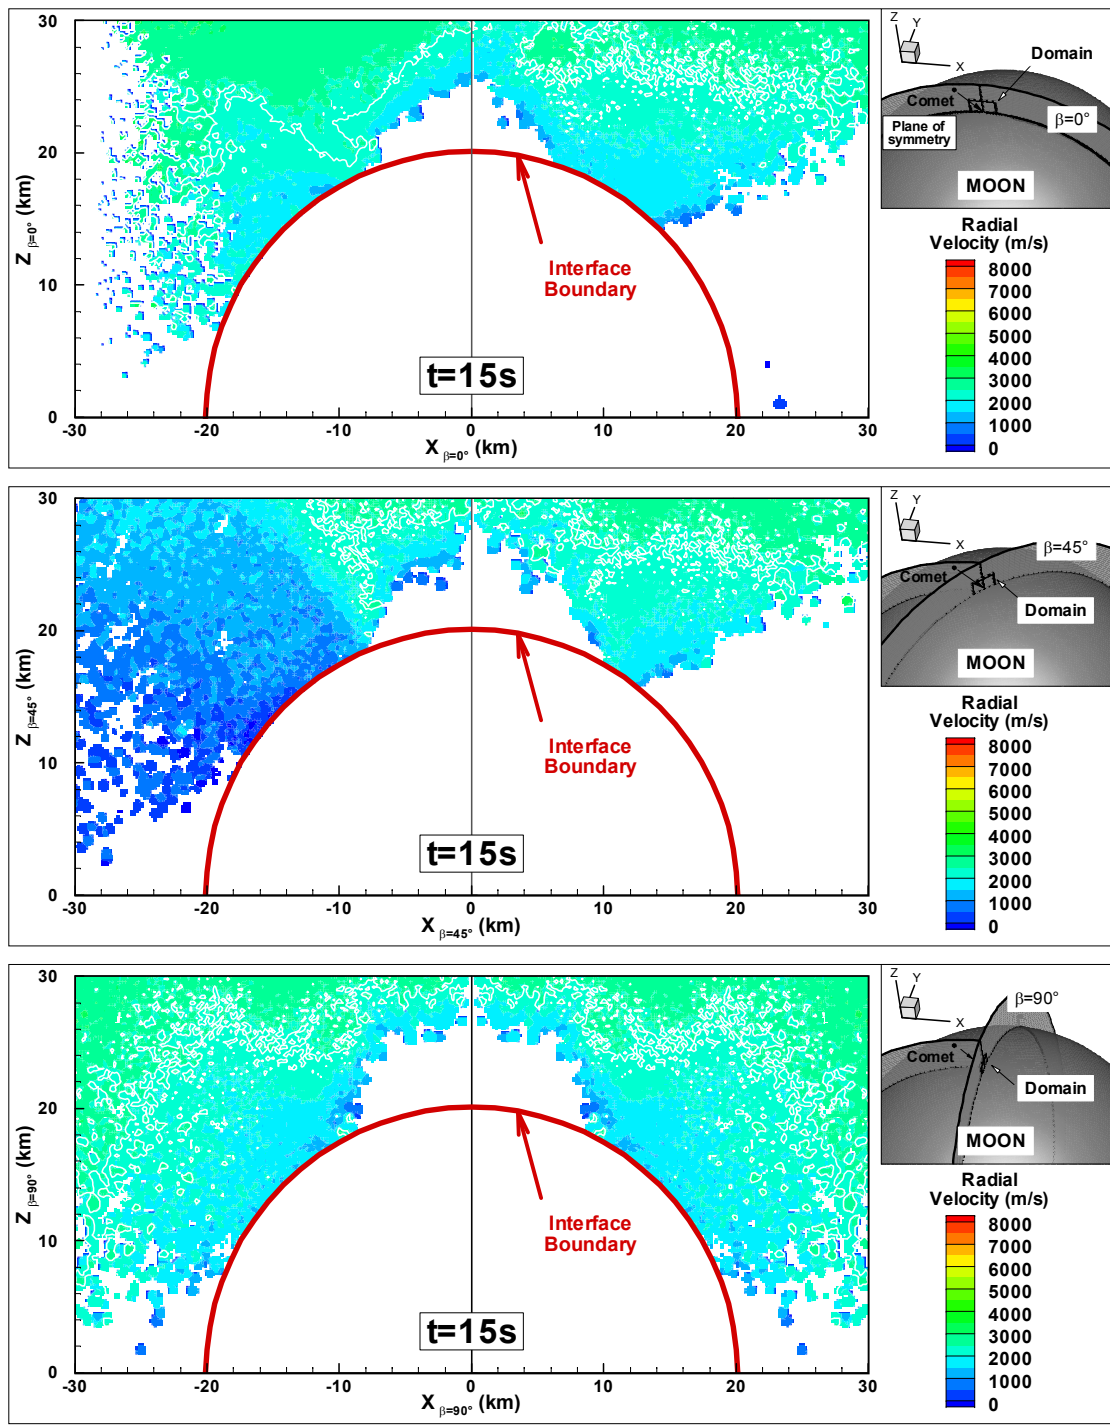 30
20
10
0
-30
-20
-10
0
10
20
30
Z β=0° (km)
X β=0° (km)
Interface
Boundary
t=15s
Z
Y
X
Domain
Comet
β=0°
Plane of
symmetry
MOON
Radial
Velocity (m/s)
8000
7000
6000
5000
4000
3000
2000
1000
0
30
20
10
0
-30
-20
-10
0
10
20
30
Z β=45° (km)
X β=45° (km)
Interface
Boundary
t=15s
Z
Y
X
β=45°
Comet
Domain
MOON
Radial
Velocity (m/s)
8000
7000
6000
5000
4000
3000
2000
1000
0
30
20
10
0
-30
-20
-10
0
10
20
30
Z β=90° (km)
X β=90° (km)
Interface
Boundary
t=15s
Z
Y
X
β=90°
Comet
Domain
MOON
Radial
Velocity (m/s)
8000
7000
6000
5000
4000
3000
2000
1000
0